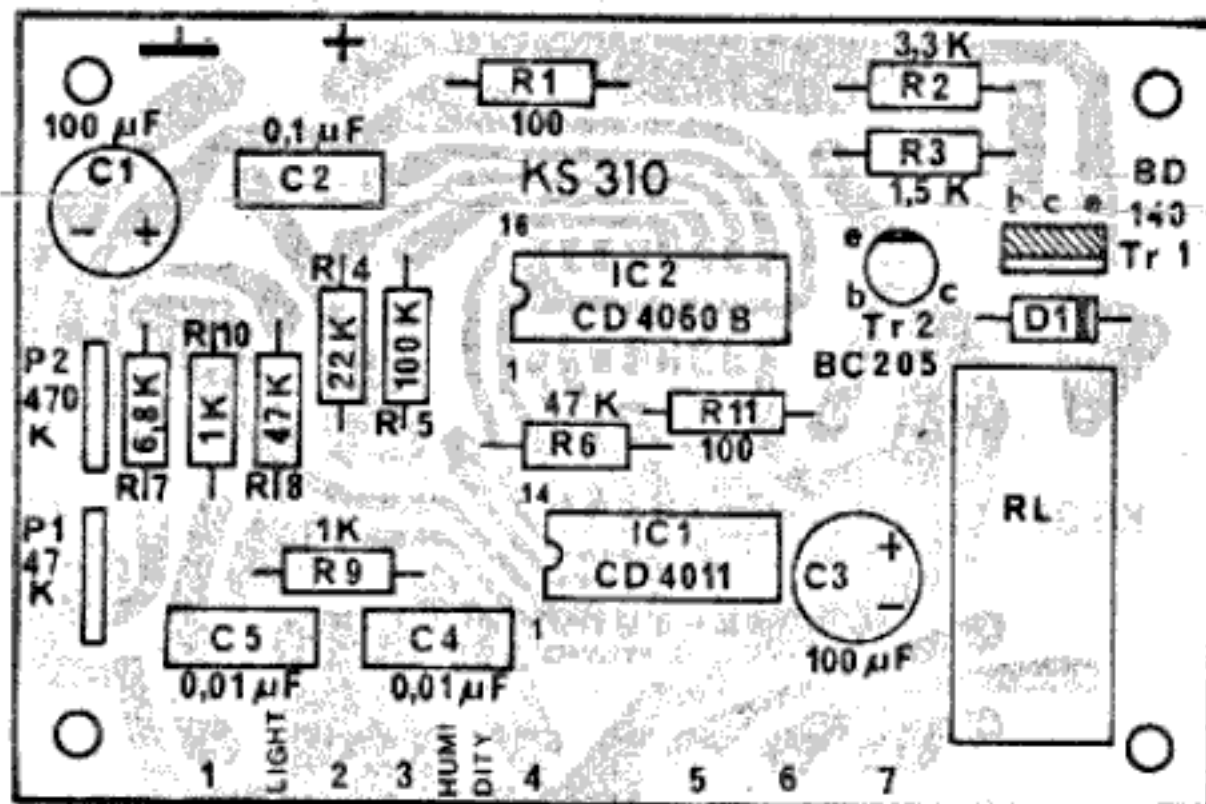 +
3,3 K
R1
R2
100 µF
0,1 µF
100
C1
C2
KS 310
R3
BD
1,5 K
- +
b c e
140
16
e
Tr 1
R 4
IC 2
CD 4060 B
b
c
Tr 2
D1
R 10
22 K
100 K
P2
470
K
6,8 K
1K
47 K
1
BC 205
47 K
R11
R 5
R6
100
R 7
R 8
14
P1
47
K
1K
IC 1
RL
R 9
CD 4011
C3
+
-
C 5
C 4
1
0,01 µF
0,01 µF
100 µF
1
LIGHT
2
3
HUMI
DITY
4
5
6
7